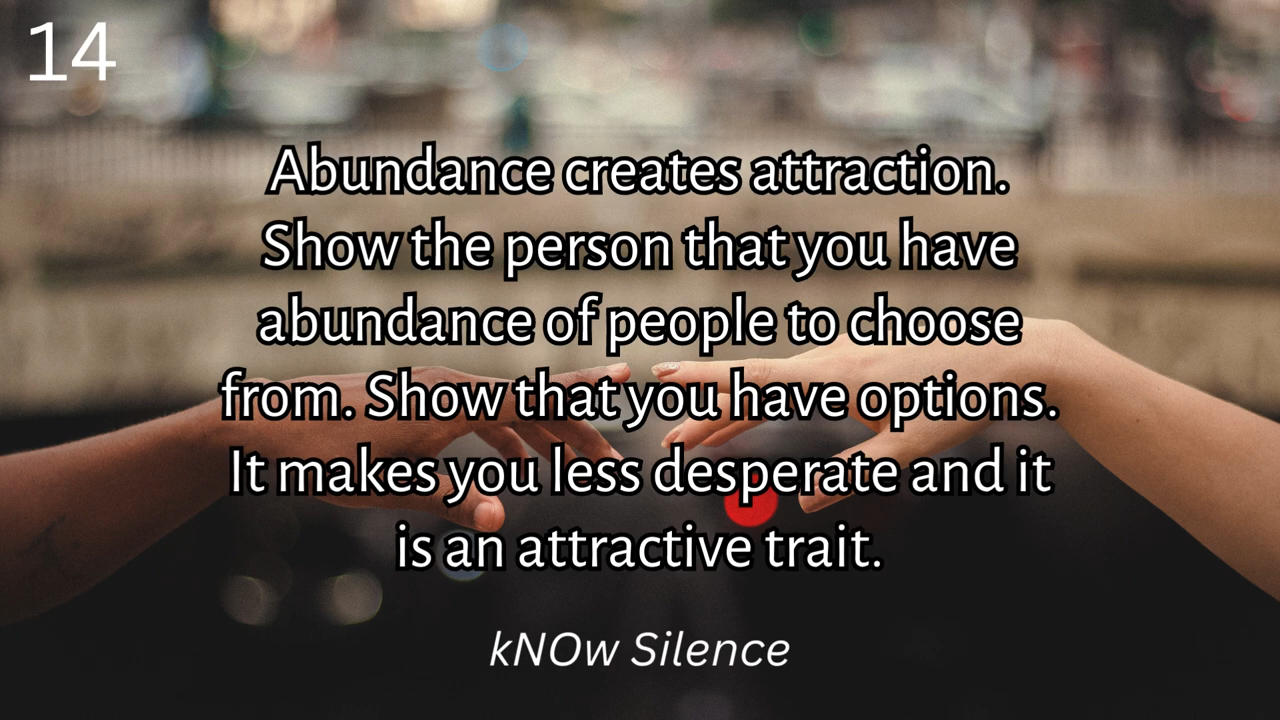 14
Abundance creates attraction.
Show the person that you have
abundance of people to choose
from. Show that you have options.
It makes you less desperate and it
is an attractive trait.
kNOw Silence